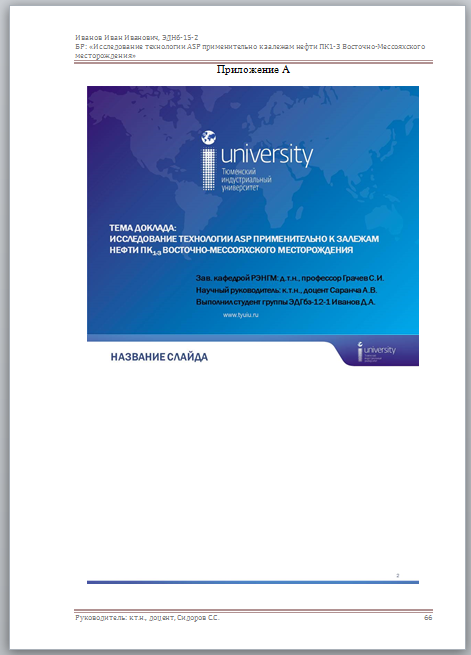 Иванов Иван Иванович, ЭДНб-15-2
БР: «Исследование технологии ASP применительно к залежам нефти ПК1-3 Восточно-Мессояхского
месторождения»
Приложение А
university
Тюменский
индустриальный
университет
ТЕМА ДОКЛАДА:
ИССЛЕДОВАНИЕ ТЕХНОЛОГИИ ASP ПРИМЕНИТЕЛЬНО К ЗАЛЕЖАМ
НЕФТИ ПК1-3 ВОСТОЧНО-МЕССОЯХСКОГО МЕСТОРОЖДЕНИЯ
Зав. кафедрой РЭНГМ: д.т.н., профессор Грачев С.И.
Научный руководитель: к.т.н., доцент Саранча А.В.
Выполнил студент группы ЭДГбз-12-1 Иванов Д.А.
www.tyuiu.ru
НАЗВАНИЕ СЛАЙДА
university
2
Руководитель: к.т.н., доцент, Сидоров С.С.
66